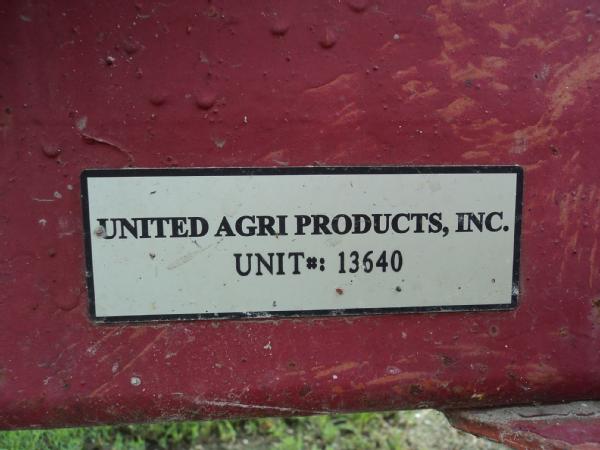 UNITED AGRI PRODUCTS, INC.
UNIT#: 13640